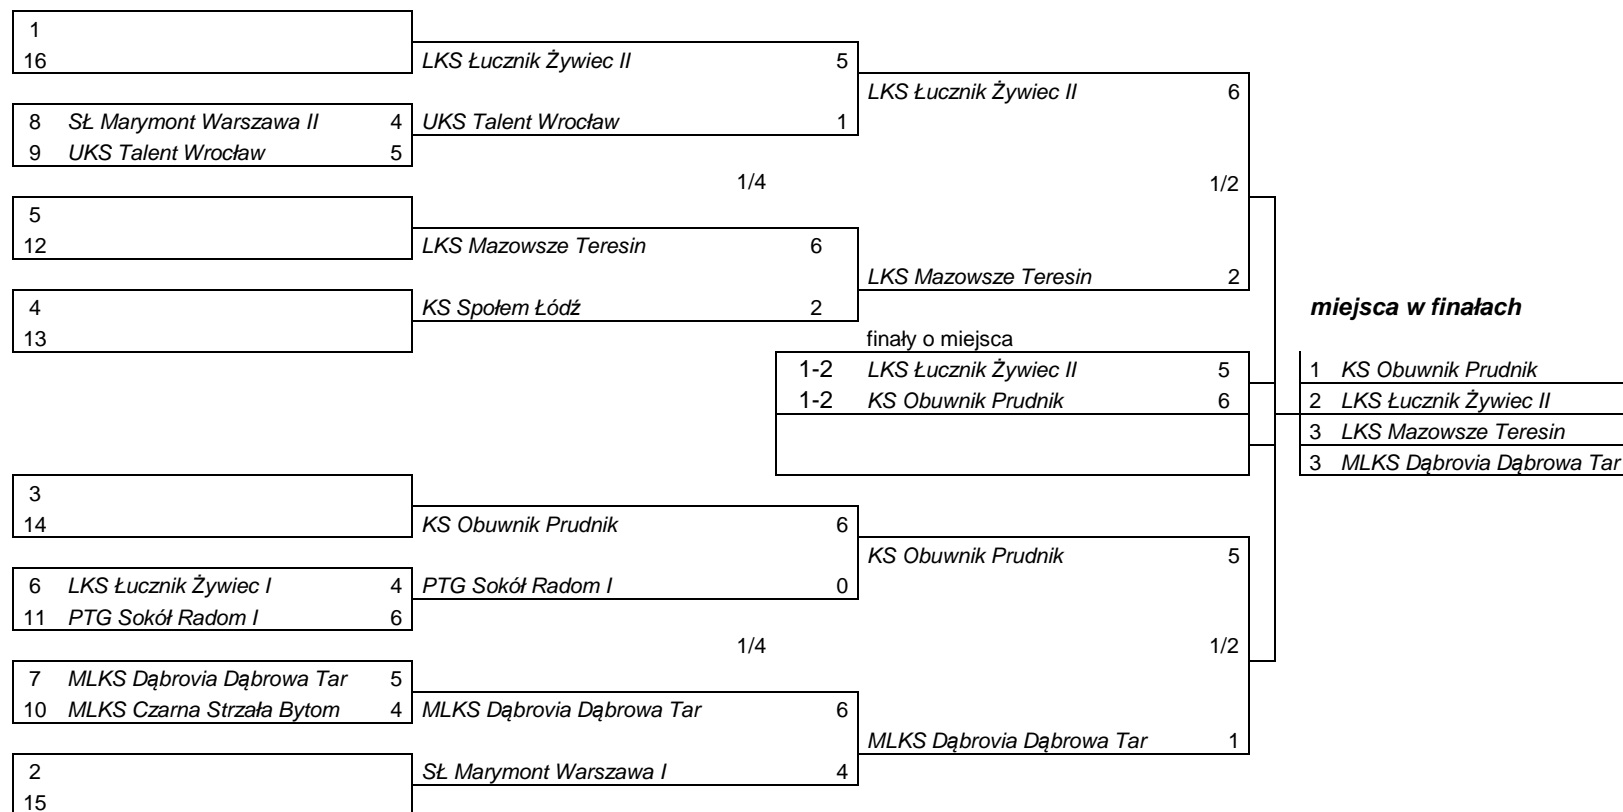 1
16 LKS Łucznik Żywiec II 5
LKS Łucznik Żywiec II 6
8 SŁ Marymont Warszawa II 4 UKS Talent Wrocław 1
9 UKS Talent Wrocław 5
1/4 1/2
5
12 LKS Mazowsze Teresin 6
LKS Mazowsze Teresin 2
4 KS Społem Łódź 2 miejsca w finałach
13 finały o miejsca
1-2 LKS Łucznik Żywiec II 5 1 KS Obuwnik Prudnik
1-2 KS Obuwnik Prudnik 6 2 LKS Łucznik Żywiec II
3 LKS Mazowsze Teresin
3 MLKS Dąbrovia Dąbrowa Tar
3
14 KS Obuwnik Prudnik 6
KS Obuwnik Prudnik 5
6 LKS Łucznik Żywiec I 4 PTG Sokół Radom I 0
11 PTG Sokół Radom I 6
1/4 1/2
7 MLKS Dąbrovia Dąbrowa Tar 5
10 MLKS Czarna Strzała Bytom 4 MLKS Dąbrovia Dąbrowa Tar 6
MLKS Dąbrovia Dąbrowa Tar 1
2 SŁ Marymont Warszawa I 4
15